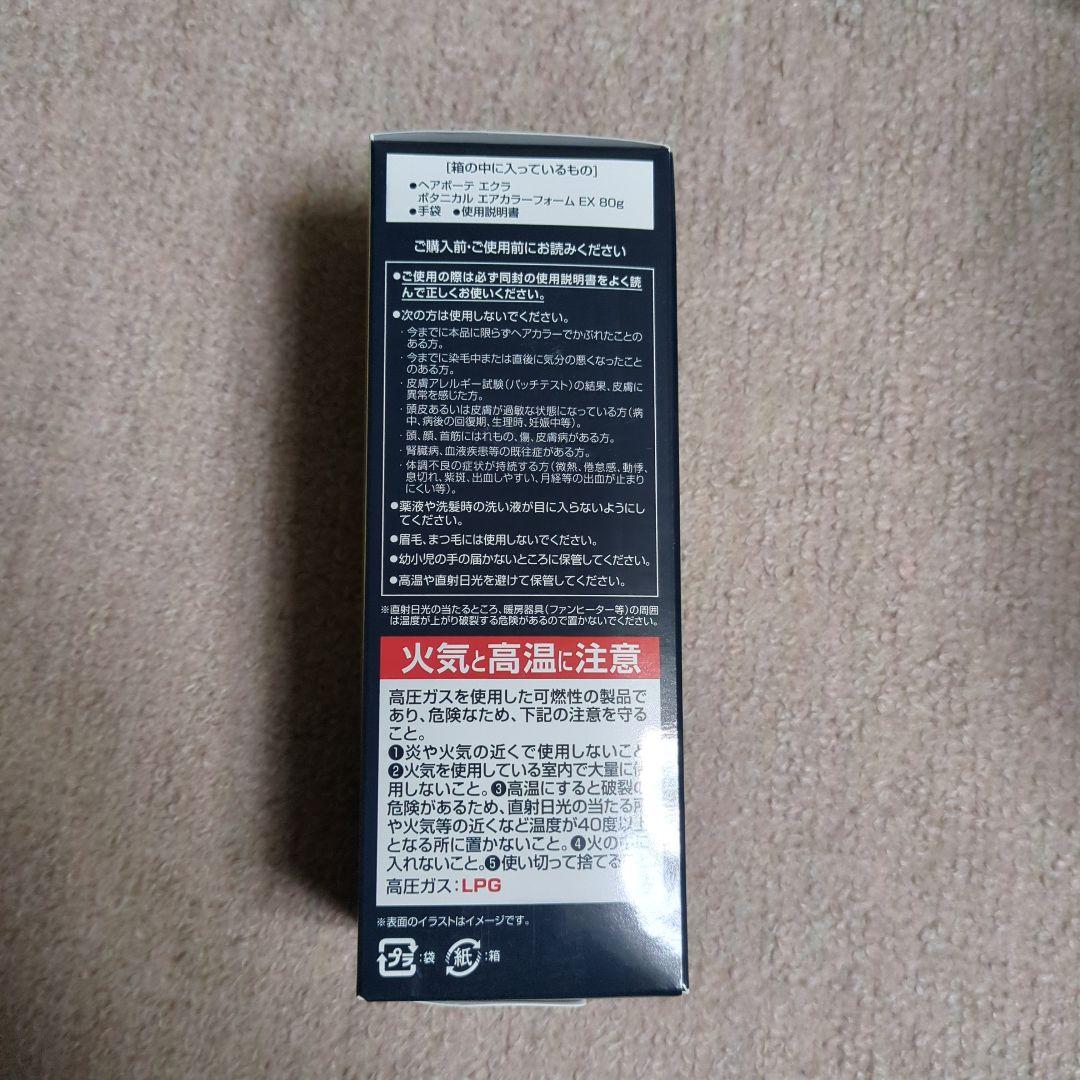 [箱の中に入っているもの]
●ヘアボーテ エクラ
ボタニカル エアカラーフォーム EX 80g
●手袋 ●使用説明書
ご購入前・ご使用前にお読みください
●ご使用の際は必ず同封の使用説明書をよく読
んで正しくお使いください。
●次の方は使用しないでください。
・今までに本品に限らずヘアカラーでかぶれたことの
ある方。
・今までに染毛中または直後に気分の悪くなったこと
のある方。
・皮膚アレルギー試験(パッチテスト)の結果、皮膚に
異常を感じた方。
・頭皮あるいは皮膚が過敏な状態になっている方(病
中、病後の回復期、生理時、妊娠中等)。
・頭、顔、首筋にはれもの、傷、皮膚病がある方。
・腎臓病、血液疾患等の既往症がある方。
・体調不良の症状が持続する方(微熱、倦怠感、動悸、
息切れ、紫斑、出血しやすい、月経等の出血が止まり
にくい等)。
●薬液や洗髪時の洗い液が目に入らないようにし
てください。
●眉毛、まつ毛には使用しないでください。
●幼小児の手の届かないところに保管してください。
●高温や直射日光を避けて保管してください。
※直射日光の当たるところ、暖房器具(ファンヒーター等)の周囲
は温度が上がり破裂する危険があるので置かないでください。
火気と高温に注意
高圧ガスを使用した可燃性の製品で
あり、危険なため、下記の注意を守る
こと。
❶炎や火気の近くで使用しないこと
❷火気を使用している室内で大量に使
用しないこと。❸高温にすると破裂の
危険があるため、直射日光の当たる所
や火気等の近くなど温度が40度以上
となる所に置かないこと。❹火の中
入れないこと。❺使い切って捨てる
高圧ガス:LPG
※表面のイラストはイメージです。
プラ :袋 紙 :箱